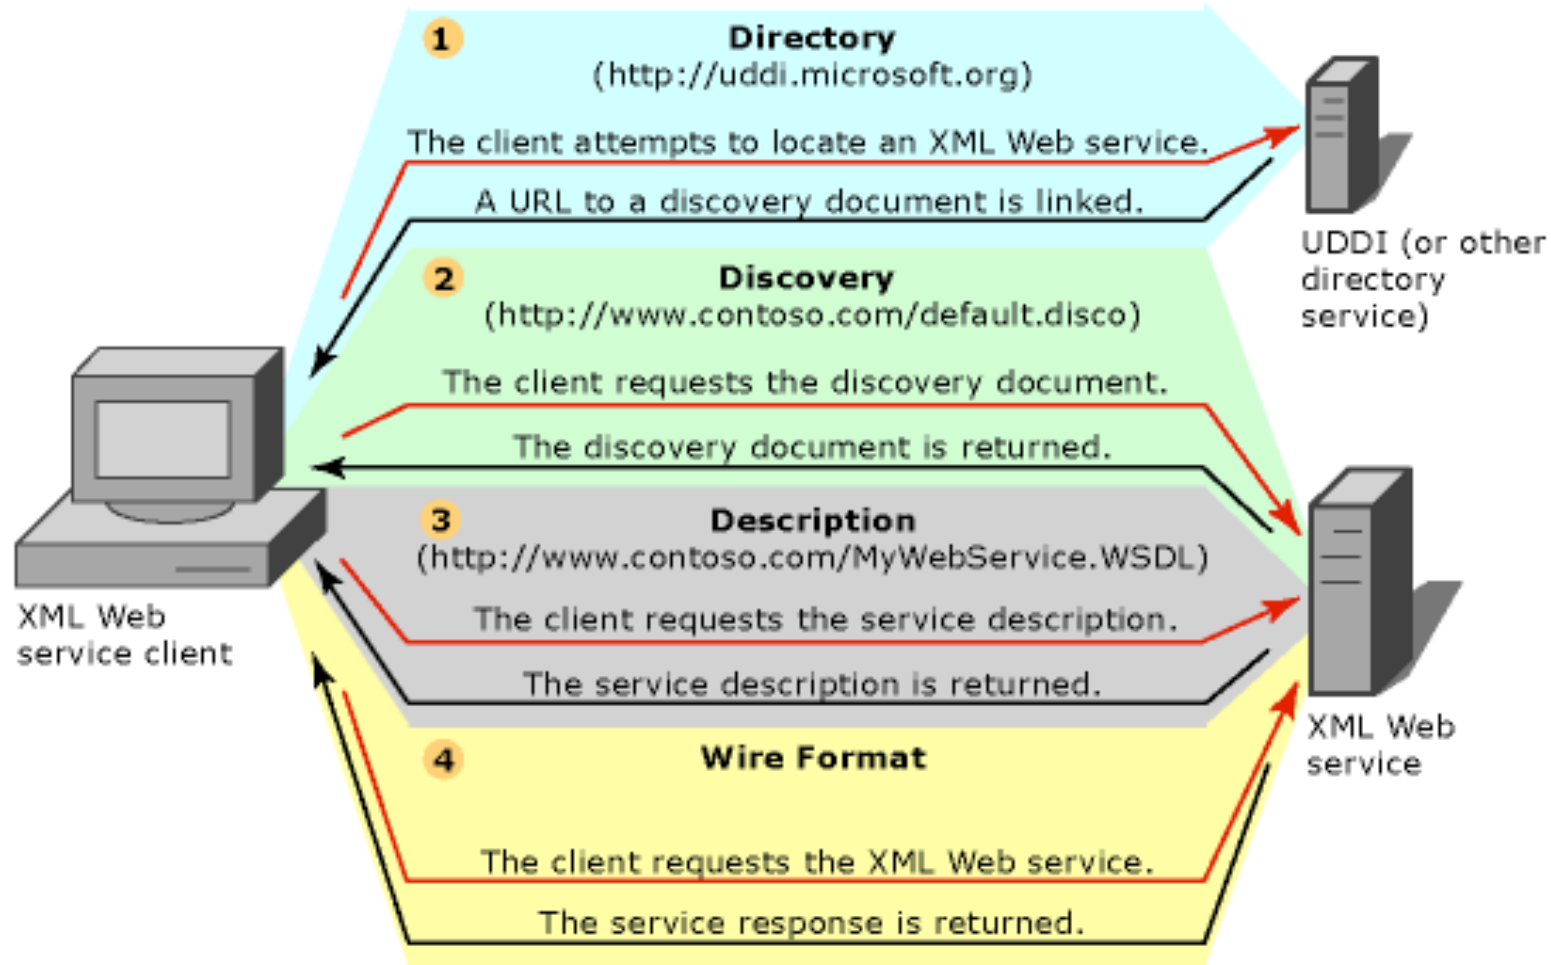 1
Directory
(http://uddi.microsoft.org)
The client attempts to locate an XML Web service.
A URL to a discovery document is linked.
UDDI (or other
directory
service)
2
Discovery
(http://www.contoso.com/default.disco)
The client requests the discovery document.
The discovery document is returned.
3
Description
(http://www.contoso.com/MyWebService.WSDL)
The client requests the service description.
The service description is returned.
XML Web
service client
XML Web
service
4
Wire Format
The client requests the XML Web service.
The service response is returned.